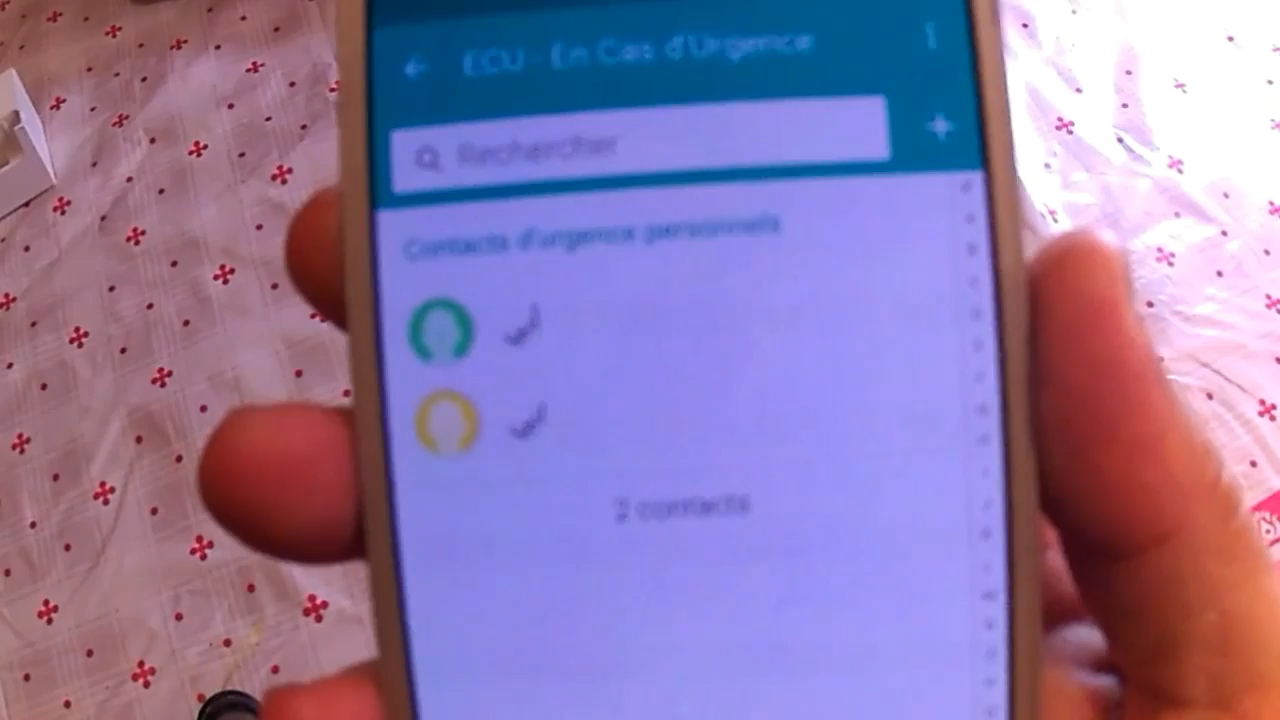 ECU - En Cas d'Urgence
Rechercher
Contacts d'urgence personnels
2 contacts